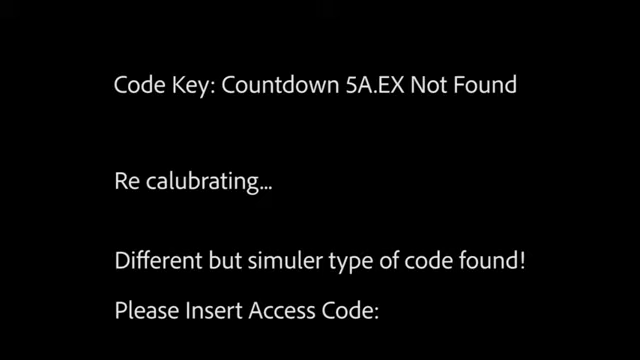 Code Key: Countdown 5A.EX Not Found
Re calubrating...
Different but simuler type of code found!
Please Insert Access Code: